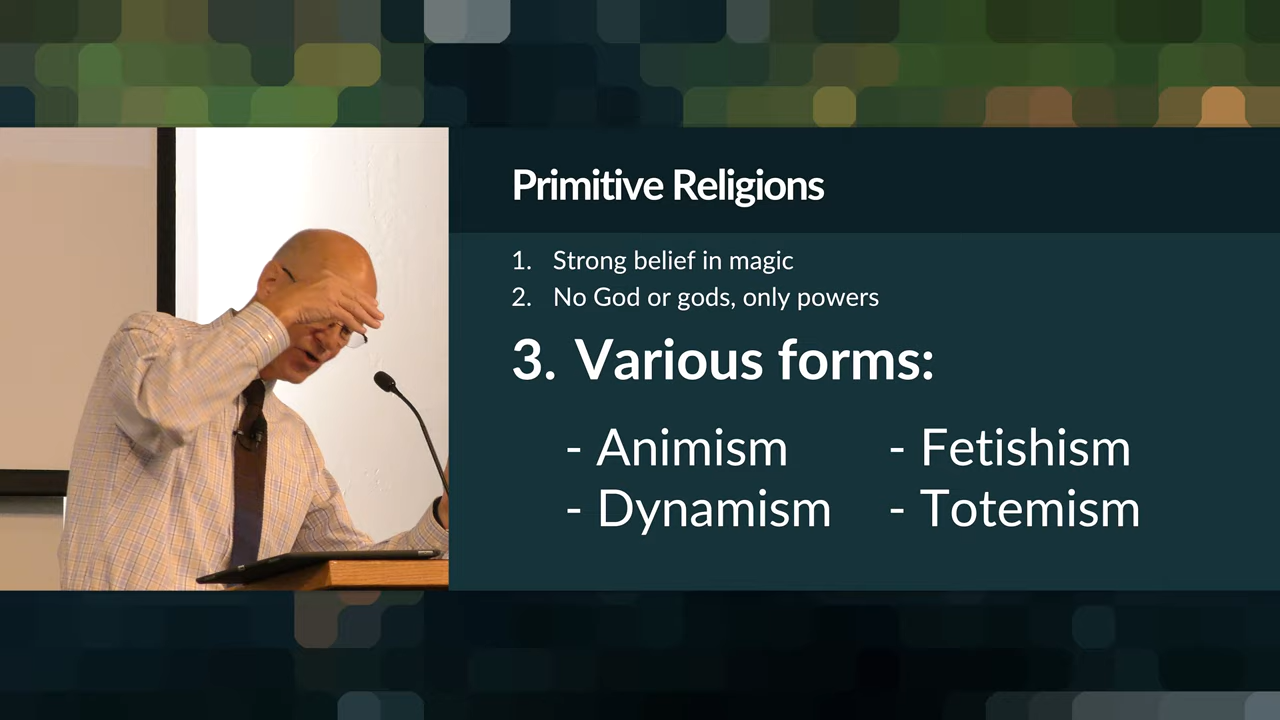 Primitive Religions
1. Strong belief in magic
2. No God or gods, only powers
3. Various forms:
- Animism - Fetishism
- Dynamism - Totemism